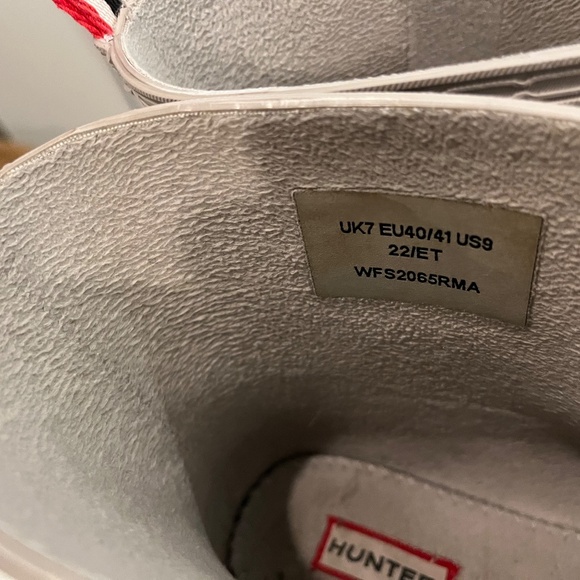 UK7 EU40/41 US9
22/ET
WFS2065RMA
HUNTER